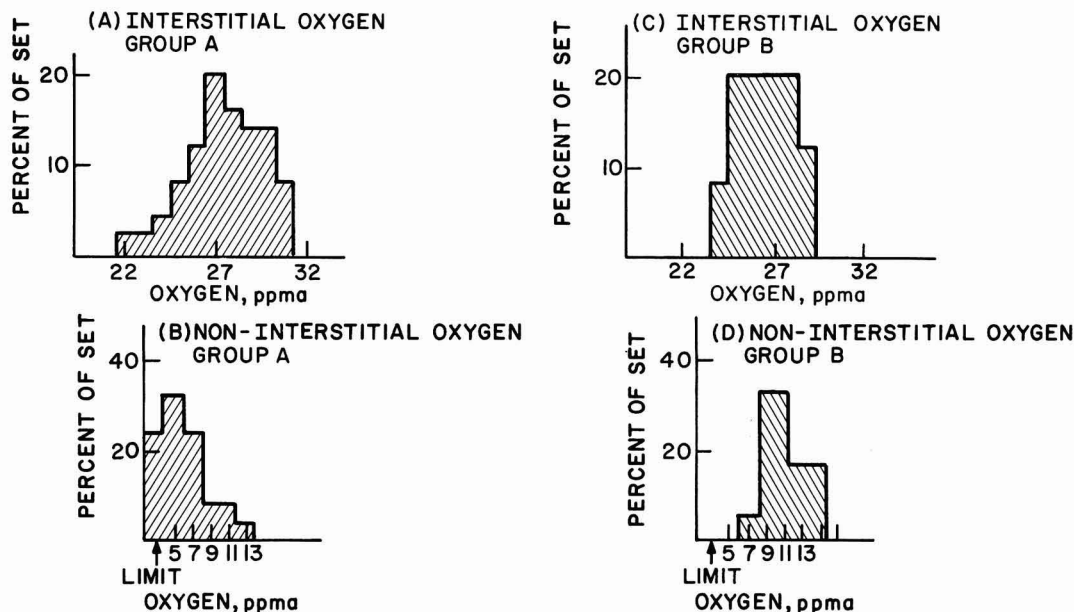 (A) INTERSTITIAL OXYGEN
GROUP A
PERCENT OF SET
20
10
22 27 32
OXYGEN, ppma
(C) INTERSTITIAL OXYGEN
GROUP B
PERCENT OF SET
20
10
22 27 32
OXYGEN, ppma
(B) NON-INTERSTITIAL OXYGEN
GROUP A
PERCENT OF SET
40
20
5 7 9 11 13
LIMIT
OXYGEN, ppma
(D) NON-INTERSTITIAL OXYGEN
GROUP B
PERCENT OF SET
40
20
5 7 9 11 13
LIMIT
OXYGEN, ppma